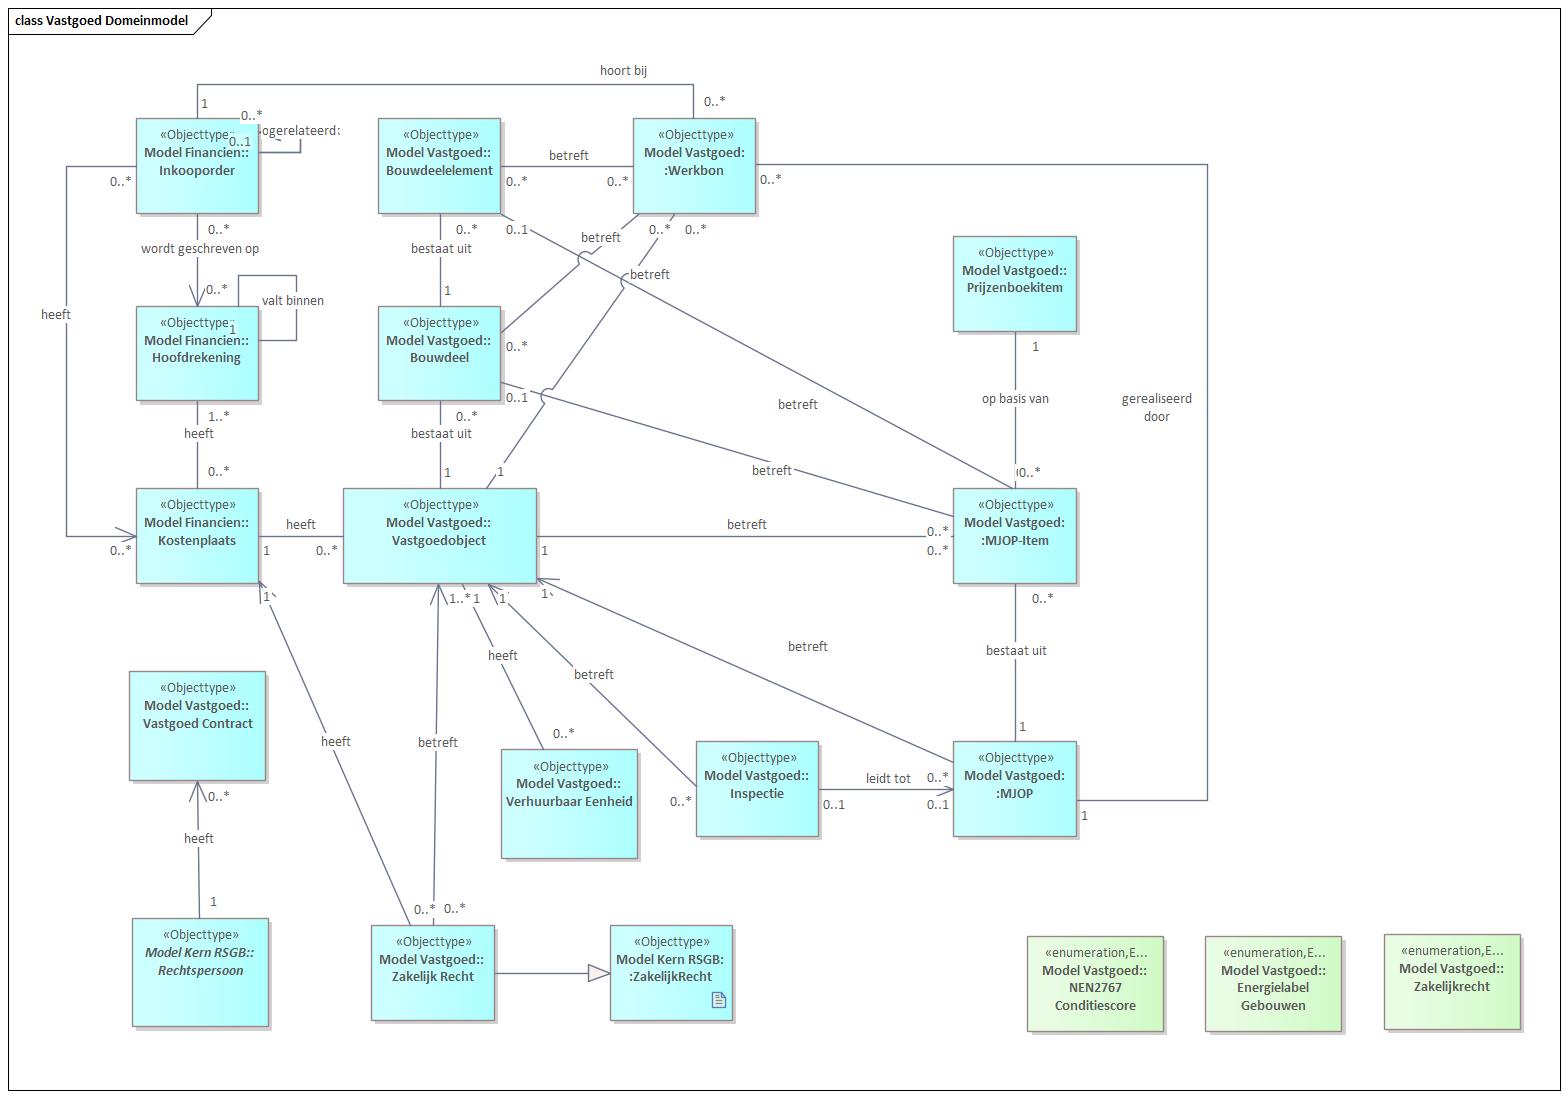 class Vastgoed Domeinmodel
hoort bij
1
0..*
0..*
«Objecttype»
0..1
Model Financien::
Inkooporder
ogerelateerd:
0..*
«Objecttype»
Model Vastgoed::
Bouwdeelelement
betreft
0..*
0..*
«Objecttype»
Model Vastgoed:
:Werkbon
0..*
0..*
wordt geschreven op
0..*
0..*
0..1
bestaat uit
1
betreft
0..*
0..*
betreft
«Objecttype»
Model Vastgoed::
Prijzenboekitem
1
heeft
valt binnen
«Objecttype»
1
Model Financien::
Hoofdrekening
«Objecttype»
Model Vastgoed::
Bouwdeel
0..*
0..1
betreft
op basis van
gerealiseerd
door
1..*
heeft
0..*
0..*
bestaat uit
1
1
betreft
0..*
«Objecttype»
Model Financien::
Kostenplaats
0..*
heeft
1
0..*
«Objecttype»
Model Vastgoed::
Vastgoedobject
betreft
1
0..*
0..*
«Objecttype»
Model Vastgoed:
:MJOP-Item
1
1..*
1
1
1
0..*
heeft
betreft
betreft
bestaat uit
«Objecttype»
Model Vastgoed::
Vastgoed Contract
heeft
betreft
0..*
1
«Objecttype»
Model Vastgoed::
Verhuurbaar Eenheid
«Objecttype»
Model Vastgoed::
Inspectie
0..*
leidt tot
0..1
0..*
0..1
«Objecttype»
Model Vastgoed:
:MJOP
1
0..*
heeft
1
0..*
0..*
«Objecttype»
Model Kern RSGB::
Rechtspersoon
«Objecttype»
Model Vastgoed::
Zakelijk Recht
«Objecttype»
Model Kern RSGB:
:ZakelijkRecht
«enumeration,E...
Model Vastgoed::
NEN2767
Conditiescore
«enumeration,E...
Model Vastgoed::
Energielabel
Gebouwen
«enumeration,E...
Model Vastgoed::
Zakelijkrecht